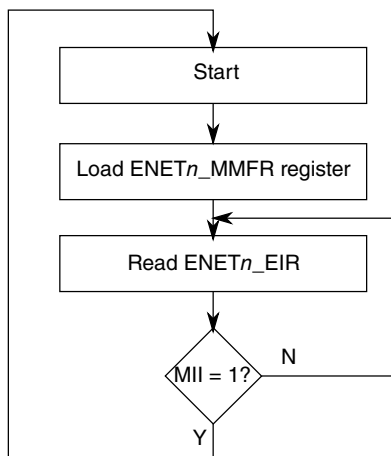 Start
Load ENETn_MMFR register
Read ENETn_EIR
MII = 1?
N
Y